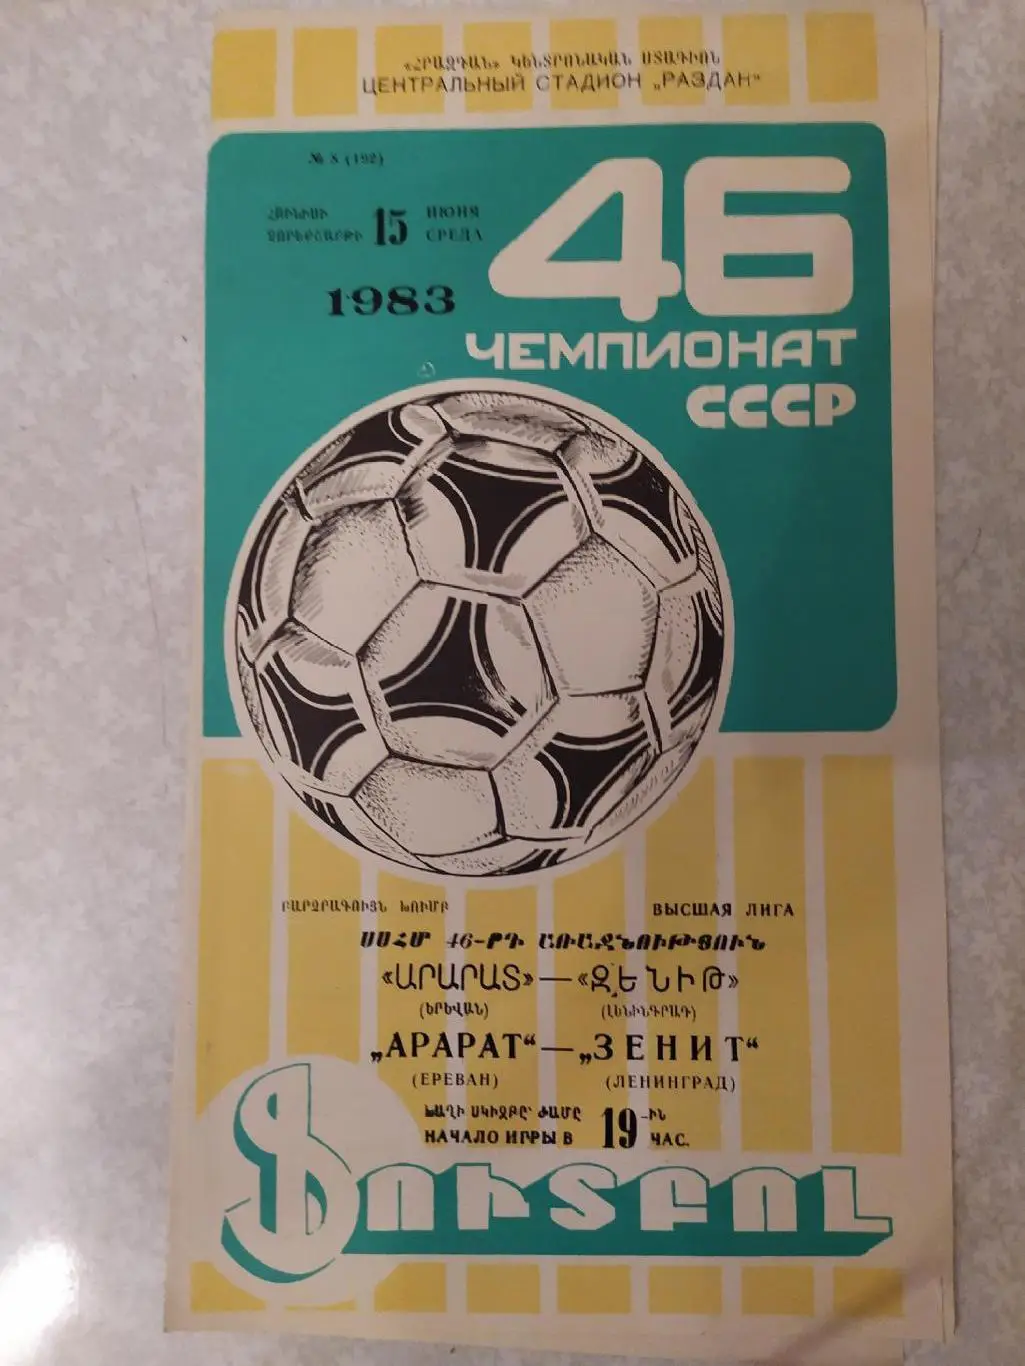 «ՀՐԱԶԴԱՆ» ԿԵՆՏՐՈՆԱԿԱՆ ՍՏԱԴԻՈՆ
ЦЕНТРАЛЬНЫЙ СТАДИОН „РАЗДАН“
№ 8 (192)
46
ՀՈՒՆԻՍԻ 15 ИЮНЯ
ՉՈՐԵՔՇԱԲԹԻ СРЕДА
1983
ЧЕМПИОНАТ
СССР
ԲԱՐՁՐԱԳՈՒՅՆ ԽՈՒՄԲ ВЫСШАЯ ЛИГА
ՍՍՀՄ 46-ՐԴ ԱՌԱՋՆՈՒԹՅՈՒՆ
«ԱՐԱՐԱՏ» — «ԶԵՆԻԹ»
(ԵՐԵՎԱՆ) (ԼԵՆԻՆԳՐԱԴ)
„АРАРАТ“ — „ЗЕНИТ“
(ЕРЕВАН) (ЛЕНИНГРАД)
ԽԱՂԻ ՍԿԻԶԲԸ՝ ԺԱՄԸ 19-ԻՆ
НАЧАЛО ИГРЫ В 19 ЧАС.
ՖՈՒՏԲՈԼ